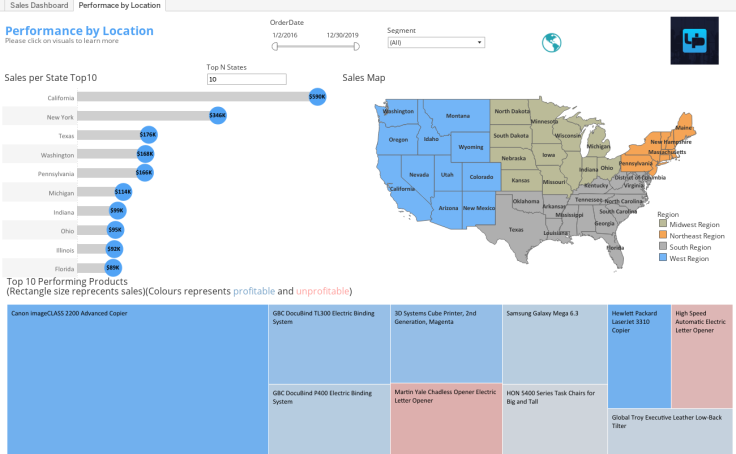 Sales Dashboard
Performace by Location
Performance by Location
Please click on visuals to learn more
OrderDate
1/2/2016
12/30/2019
Segment
(All)
Sales per State Top10
Top N States
10
Sales Map
California
$590K
New York
$346K
Texas
$176K
Washington
$168K
Pennsylvania
$166K
Michigan
$114K
Indiana
$99K
Ohio
$95K
Illinois
$92K
Florida
$89K
Washington
Montana
North Dakota
Minnesota
Maine
Oregon
Idaho
Wyoming
South Dakota
Wisconsin
Michigan
New Hampshire
Massachusetts
Nebraska
Iowa
Pennsylvania
Nevada
Utah
Colorado
Kansas
Missouri
Indiana
Ohio
District of Columbia
Kentucky
Virginia
California
Arizona
New Mexico
Oklahoma
Arkansas
Tennessee
North Carolina
South Carolina
Mississippi
Georgia
Texas
Louisiana
Florida
Region
Midwest Region
Northeast Region
South Region
West Region
Top 10 Performing Products
(Rectangle size reprecents sales)(Colours represents profitable and unprofitable)
Canon imageCLASS 2200 Advanced Copier
GBC DocuBind TL300 Electric Binding
System
3D Systems Cube Printer, 2nd
Generation, Magenta
Samsung Galaxy Mega 6.3
Hewlett Packard
LaserJet 3310
Copier
High Speed
Automatic Electric
Letter Opener
GBC DocuBind P400 Electric Binding
System
Martin Yale Chadless Opener Electric
Letter Opener
HON 5400 Series Task Chairs for
Big and Tall
Global Troy Executive Leather Low-Back
Tilter